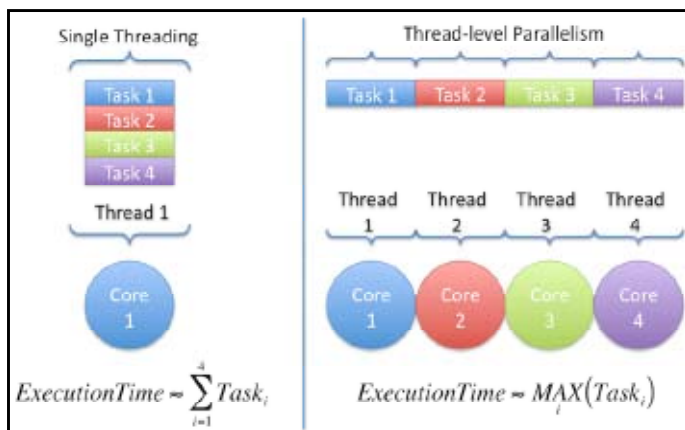 Single Threading
Task 1
Task 2
Task 3
Task 4
Thread 1
Core 1
ExecutionTime ≈ \sum_{i=1}^{4} Task_i
Thread-level Parallelism
Task 1 Task 2 Task 3 Task 4
Thread Thread Thread Thread
1 2 3 4
Core Core Core Core
1 2 3 4
ExecutionTime ≈ MAX_i(Task_i)